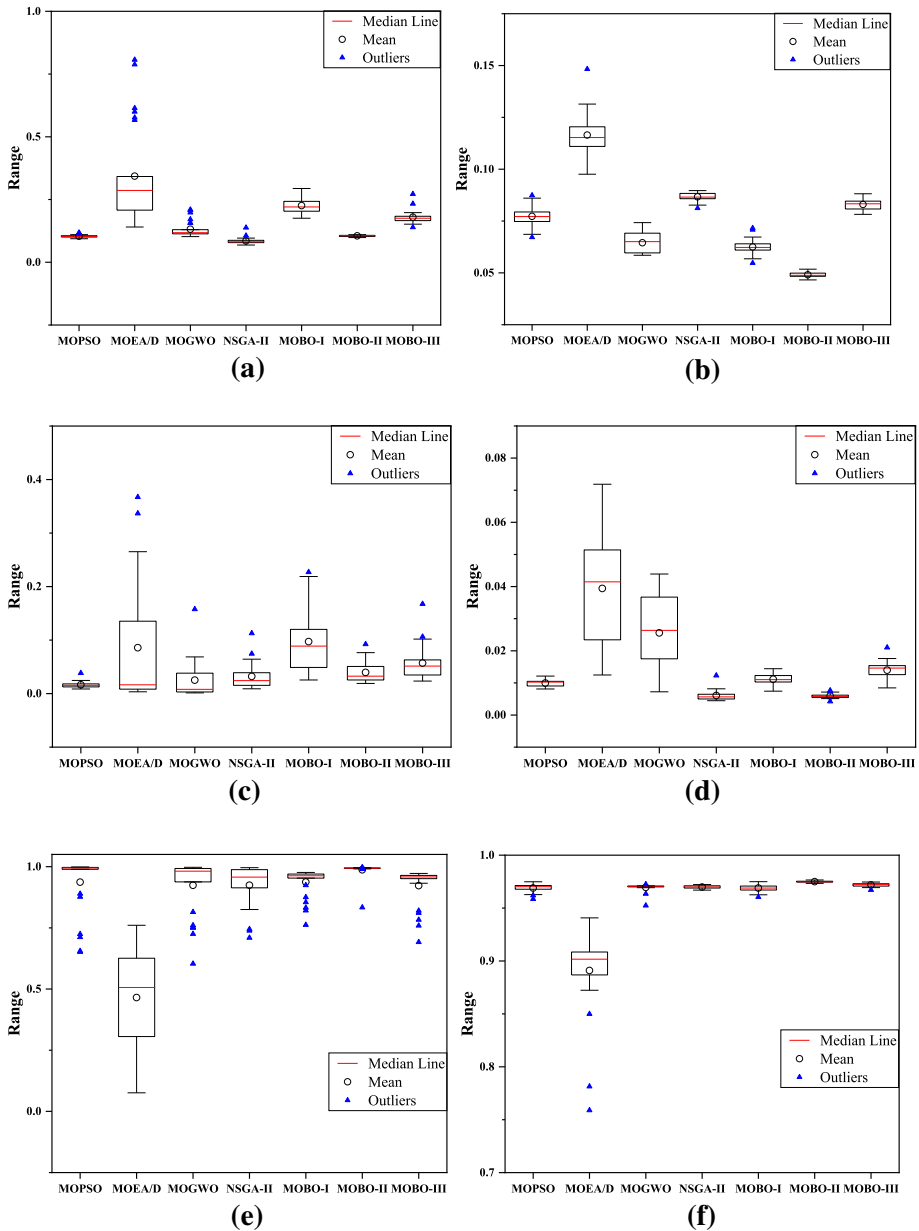 1.0
0.5
0.0
Range
Median Line
Mean
Outliers
MOPSO MOEA/D MOGWO NSGA-II MOBO-I MOBO-II MOBO-III
(a)
0.15
0.10
0.05
Range
Median Line
Mean
Outliers
MOPSO MOEA/D MOGWO NSGA-II MOBO-I MOBO-II MOBO-III
(b)
0.4
0.2
0.0
Range
Median Line
Mean
Outliers
MOPSO MOEA/D MOGWO NSGA-II MOBO-I MOBO-II MOBO-III
(c)
0.08
0.06
0.04
0.02
0.00
Range
Median Line
Mean
Outliers
MOPSO MOEA/D MOGWO NSGA-II MOBO-I MOBO-II MOBO-III
(d)
1.0
0.5
0.0
Range
Median Line
Mean
Outliers
MOPSO MOEA/D MOGWO NSGA-II MOBO-I MOBO-II MOBO-III
(e)
1.0
0.9
0.8
0.7
Range
Median Line
Mean
Outliers
MOPSO MOEA/D MOGWO NSGA-II MOBO-I MOBO-II MOBO-III
(f)